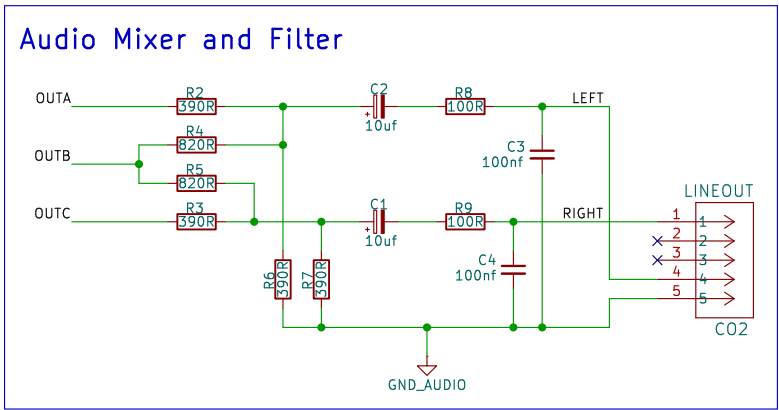 Audio Mixer and Filter
OUTA
R2
390R
C2
10uf
R8
100R
LEFT
R4
820R
OUTB
R5
820R
C3
100nf
OUTC
R3
390R
C1
10uf
R9
100R
RIGHT
LINEOUT
1 1
2 2
3 3
4 4
5 5
CO2
R6
390R
R7
390R
C4
100nf
GND_AUDIO